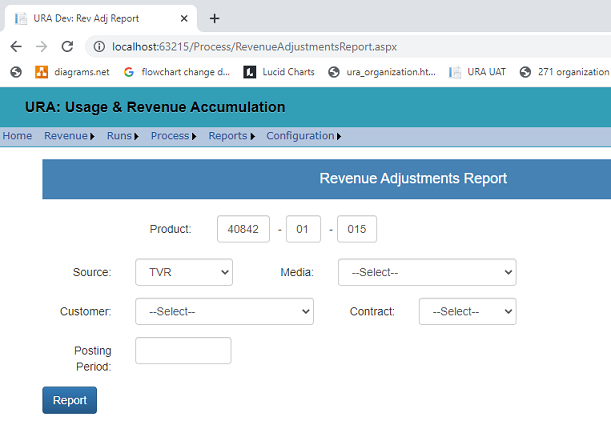 URA Dev: Rev Adj Report
localhost:63215/Process/RevenueAdjustmentsReport.aspx
diagrams.net flowchart change d... Lucid Charts ura_organization.ht... URA UAT 271 organization
URA: Usage & Revenue Accumulation
Home Revenue Runs Process Reports Configuration
Revenue Adjustments Report
Product: 40842 - 01 - 015
Source: TVR Media: --Select--
Customer: --Select-- Contract: --Select--
Posting
Period:
Report